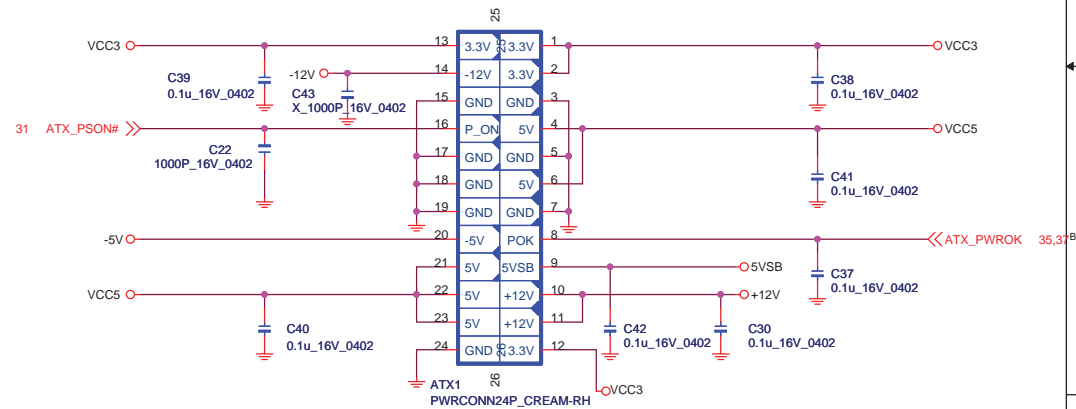 25
VCC3 13 3.3V 25 3.3V 1 VCC3
-12V 14 -12V 3.3V 2
C39
0.1u_16V_0402
C43
X_1000P_16V_0402
C38
0.1u_16V_0402
15 GND GND 3
31 ATX_PSON# 16 P_ON 5V 4 VCC5
17 GND GND 5
C22
1000P_16V_0402
C41
0.1u_16V_0402
18 GND 5V 6
19 GND GND 7
-5V 20 -5V POK 8 ATX_PWROK 35,37 B
21 5V 5VSB 9 5VSB
C37
0.1u_16V_0402
VCC5 22 5V +12V 10 +12V
23 5V +12V 11
C40
0.1u_16V_0402
C42
0.1u_16V_0402
C30
0.1u_16V_0402
24 GND 26 3.3V 12
VCC3
26
ATX1
PWRCONN24P_CREAM-RH